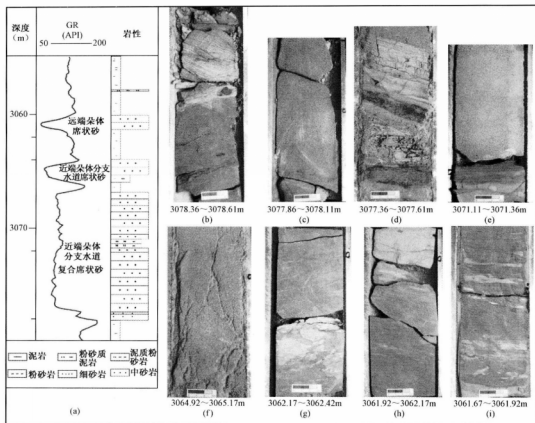 (a)
深度
(m)
GR
(API)
50
200
岩性
3060
远端朵体
席状砂
近端朵体分支
水道席状砂
3070
近端朵体
分支水道
复合席状砂
泥岩
粉砂质
泥岩
泥质粉
砂岩
粉砂岩
细砂岩
中砂岩
(a)
3078.36～3078.61m
(b)
3077.86～3078.11m
(c)
3077.36～3077.61m
(d)
3071.11～3071.36m
(e)
3064.92～3065.17m
(f)
3062.17～3062.42m
(g)
3061.92～3062.17m
(h)
3061.67～3061.92m
(i)